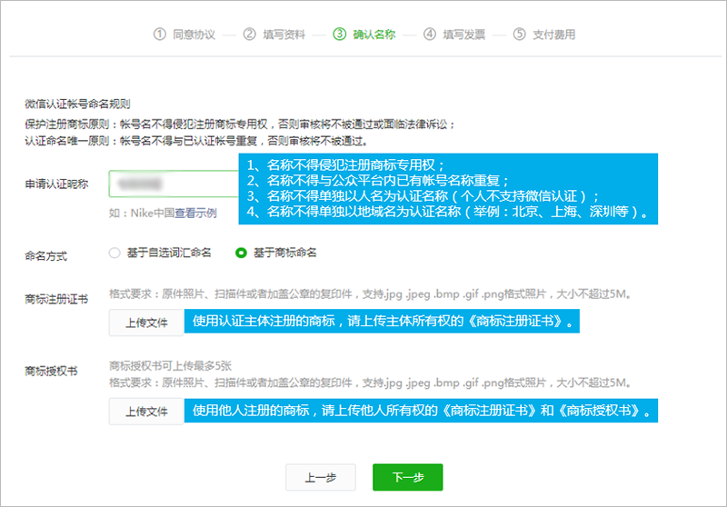 ① 同意协议 ② 填写资料 ③ 确认名称 ④ 填写发票 ⑤ 支付费用
微信认证帐号命名规则
保护注册商标原则：帐号名不得侵犯注册商标专用权，否则审核将不被通过或面临法律诉讼；
认证命名唯一原则：帐号名不得与已认证帐号重复，否则审核将不被通过。
申请认证昵称
1、名称不得侵犯注册商标专用权；
2、名称不得与公众平台内已有帐号名称重复；
3、名称不得单独以人名为认证名称（个人不支持微信认证）；
4、名称不得单独以地域名为认证名称（举例：北京、上海、深圳等）。
如：Nike中国查看示例
命名方式 基于自选词汇命名 基于商标命名
商标注册证书 格式要求：原件照片、扫描件或者加盖公章的复印件，支持.jpg .jpeg .bmp .gif .png格式照片，大小不超过5M。
上传文件 使用认证主体注册的商标，请上传主体所有权的《商标注册证书》。
商标授权书 商标授权书可上传最多5张
格式要求：原件照片、扫描件或者加盖公章的复印件，支持.jpg .jpeg .bmp .gif .png格式照片，大小不超过5M。
上传文件 使用他人注册的商标，请上传他人所有权的《商标注册证书》和《商标授权书》。
上一步 下一步